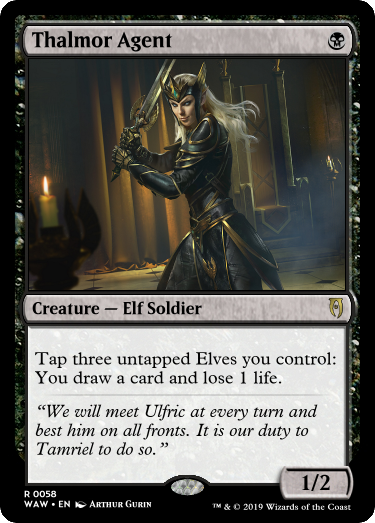 Thalmor Agent
Creature — Elf Soldier
Tap three untapped Elves you control:
You draw a card and lose 1 life.
“We will meet Ulfric at every turn and
best him on all fronts. It is our duty to
Tamriel to do so.”
1/2
R 0058
WAW • EN Arthur Gurin
™ & © 2019 Wizards of the Coast